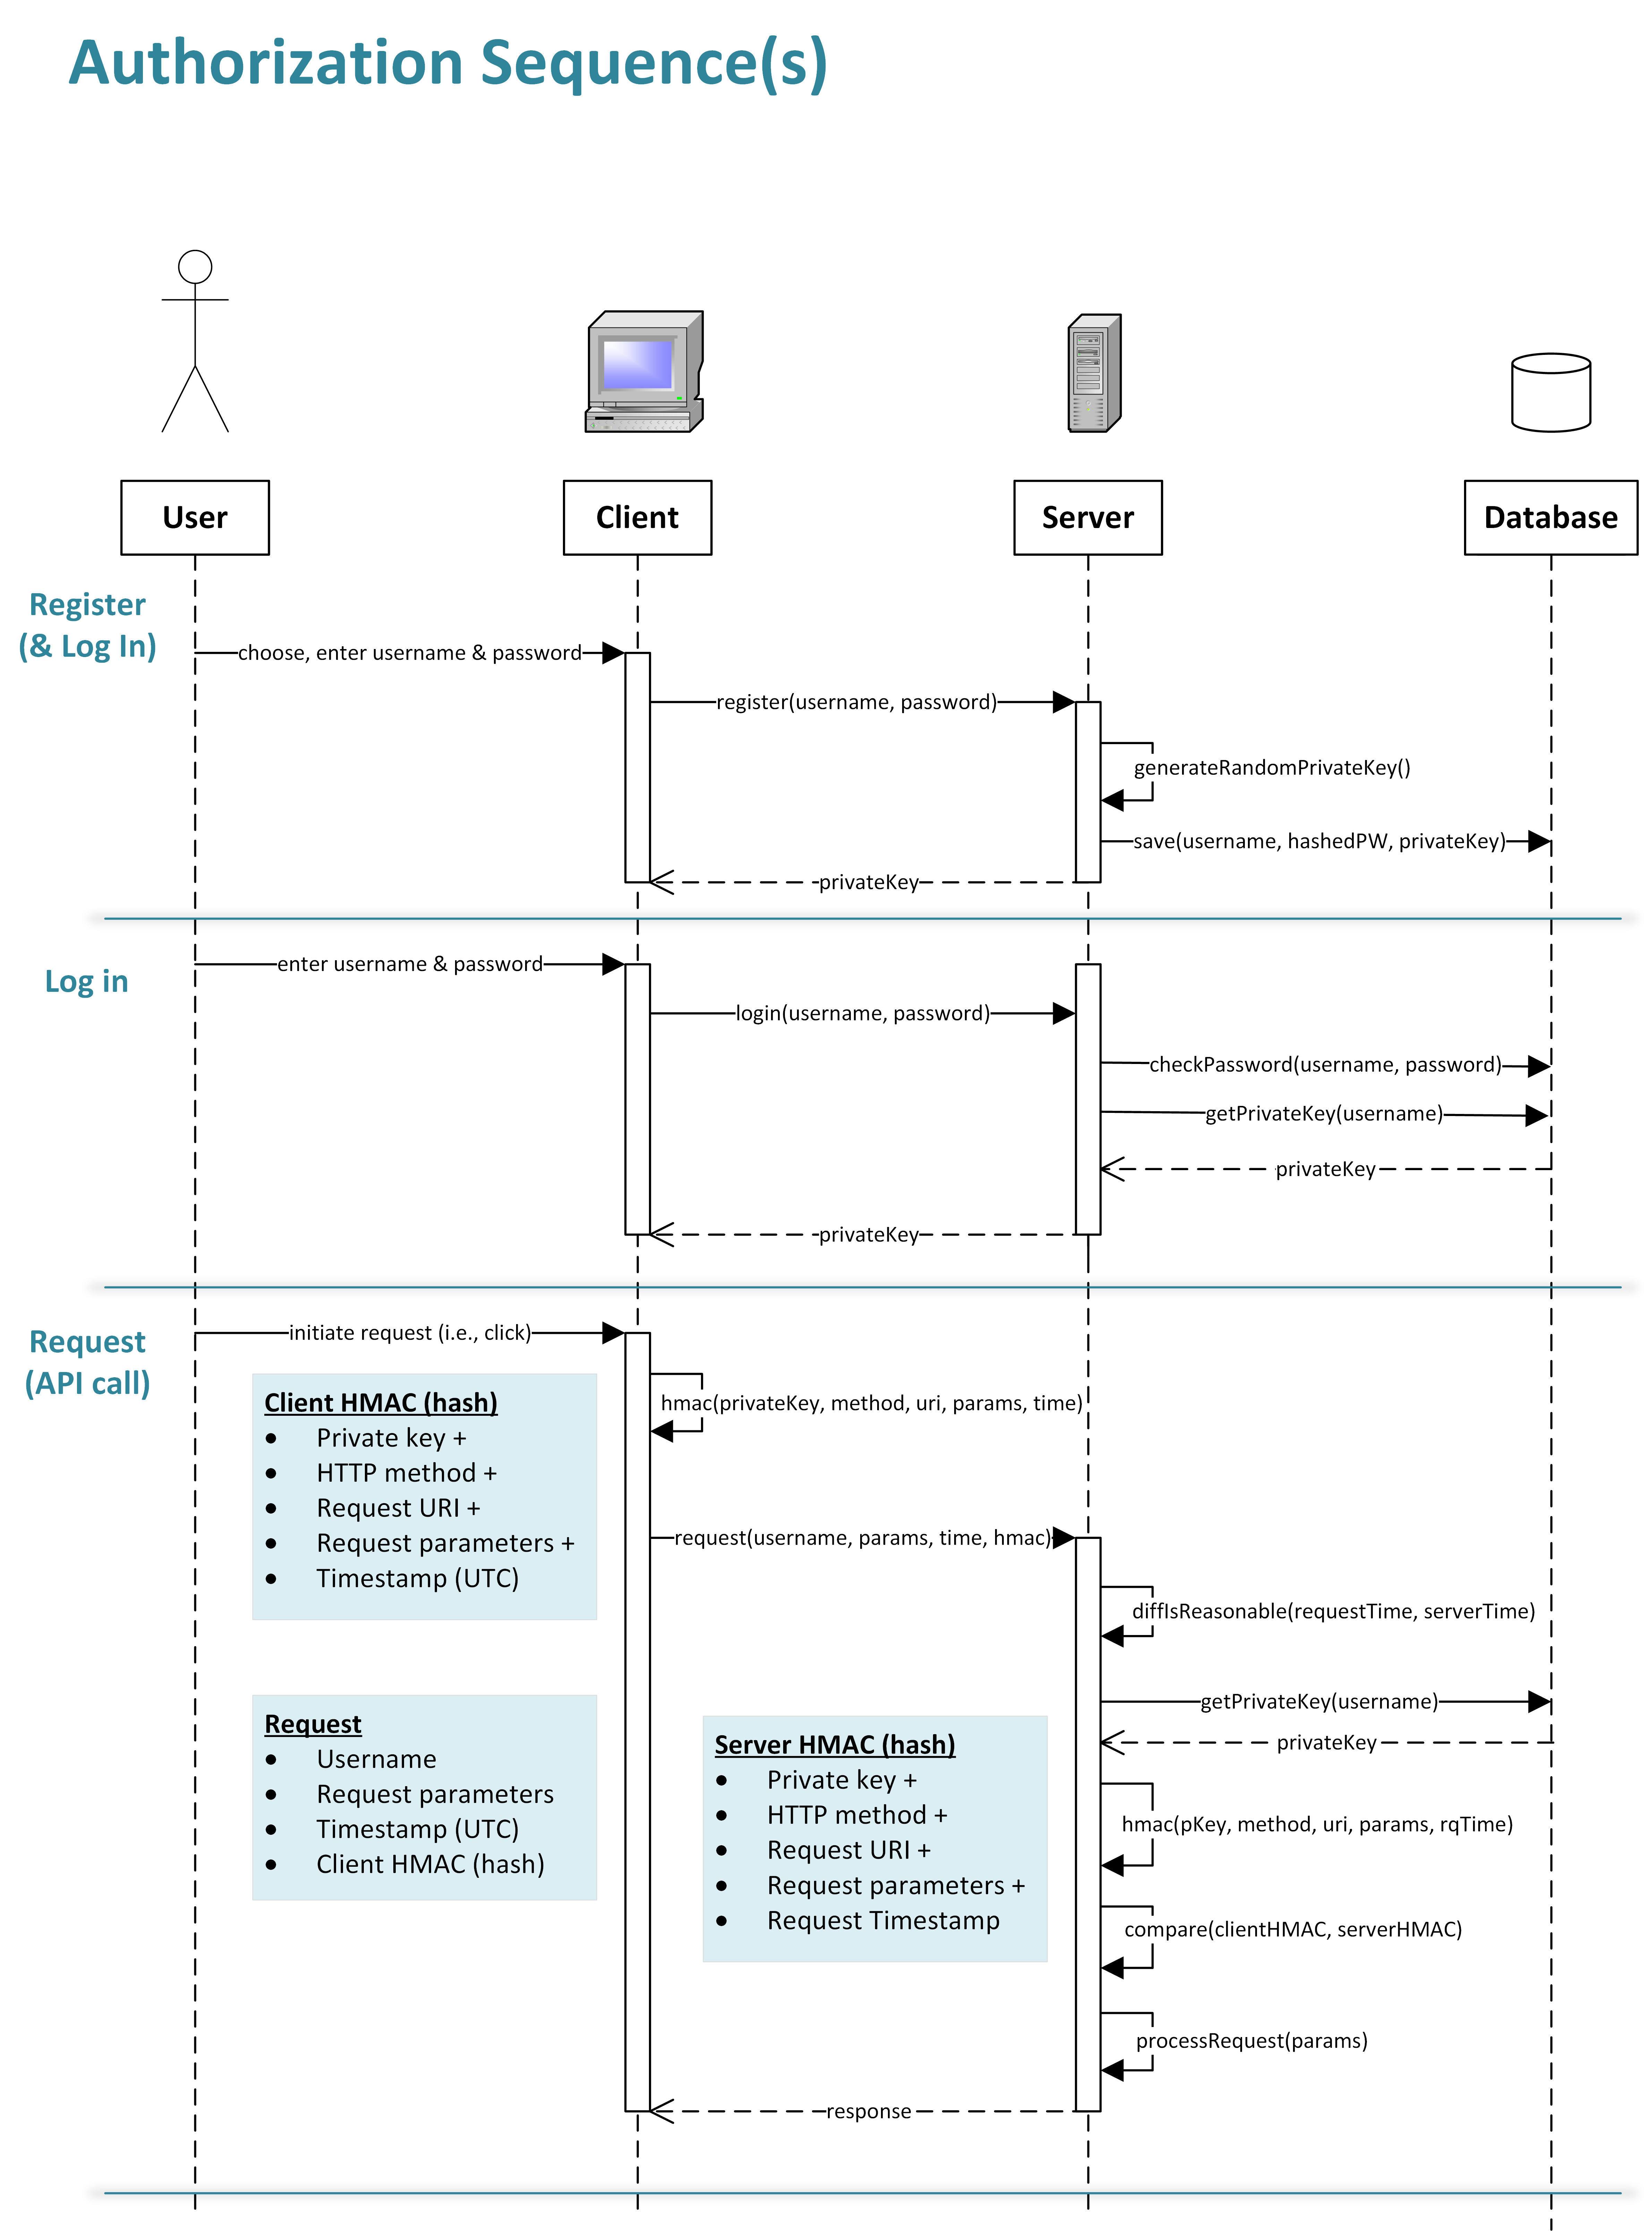 Authorization Sequence(s)
User
Client
Server
Database
Register
(& Log In)
choose, enter username & password
register(username, password)
generateRandomPrivateKey()
save(username, hashedPW, privateKey)
privateKey
Log in
enter username & password
login(username, password)
checkPassword(username, password)
getPrivateKey(username)
privateKey
privateKey
Request
(API call)
initiate request (i.e., click)
hmac(privateKey, method, uri, params, time)
Client HMAC (hash)
• Private key +
• HTTP method +
• Request URI +
• Request parameters +
• Timestamp (UTC)
request(username, params, time, hmac)
diffIsReasonable(requestTime, serverTime)
getPrivateKey(username)
privateKey
Request
• Username
• Request parameters
• Timestamp (UTC)
• Client HMAC (hash)
Server HMAC (hash)
• Private key +
• HTTP method +
• Request URI +
• Request parameters +
• Request Timestamp
hmac(pKey, method, uri, params, rqTime)
compare(clientHMAC, serverHMAC)
processRequest(params)
response